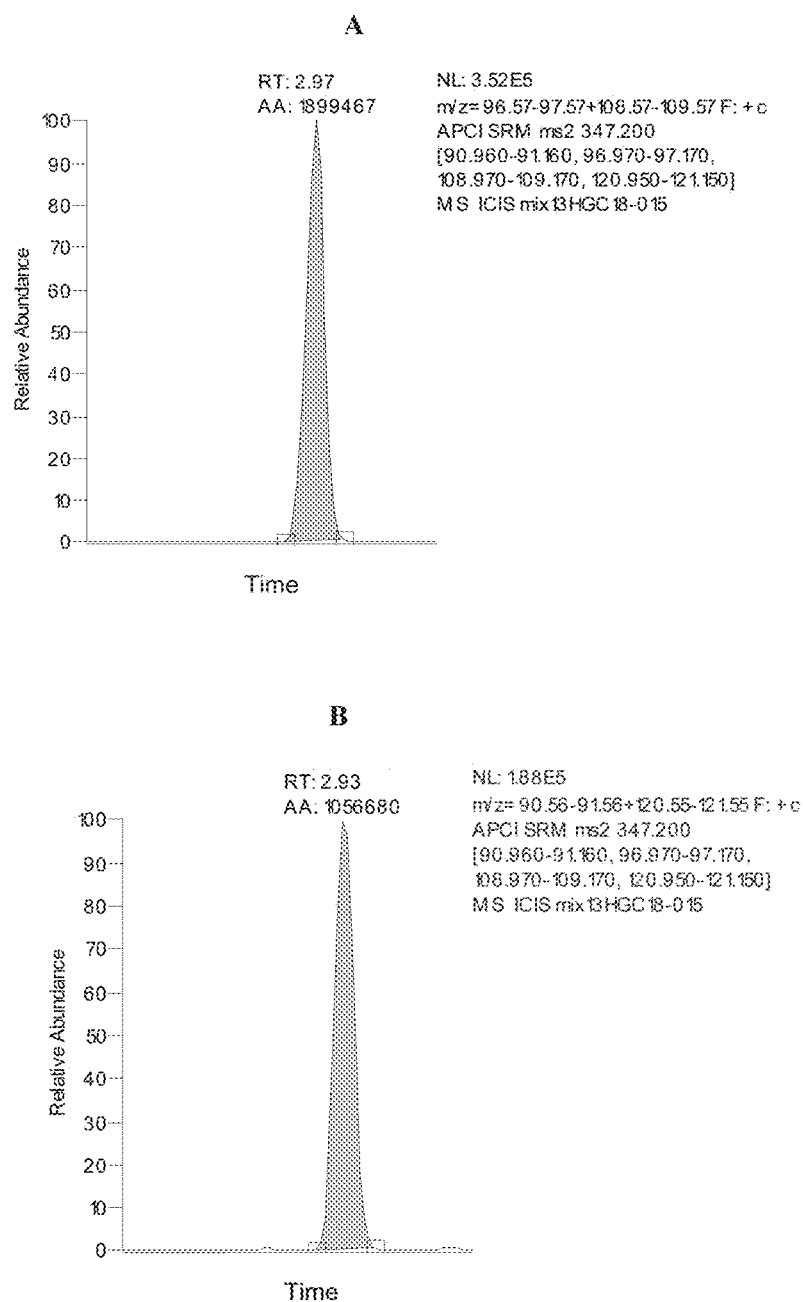 A
RT: 2.97
AA: 1899467
NL: 3.52E5
m/z= 96.57-97.57+108.57-109.57 F: + c
APCI SRM ms2 347.200
[90.960-91.160, 96.970-97.170,
108.970-109.170, 120.950-121.150]
MS ICIS mix13HGC18-015
100
90
80
70
60
50
40
30
20
10
0
Relative Abundance
Time
B
RT: 2.93
AA: 1056680
NL: 1.88E5
m/z= 90.56-91.56+120.55-121.55 F: + c
APCI SRM ms2 347.200
[90.960-91.160, 96.970-97.170,
108.970-109.170, 120.950-121.150]
MS ICIS mix13HGC18-015
100
90
80
70
60
50
40
30
20
10
0
Relative Abundance
Time